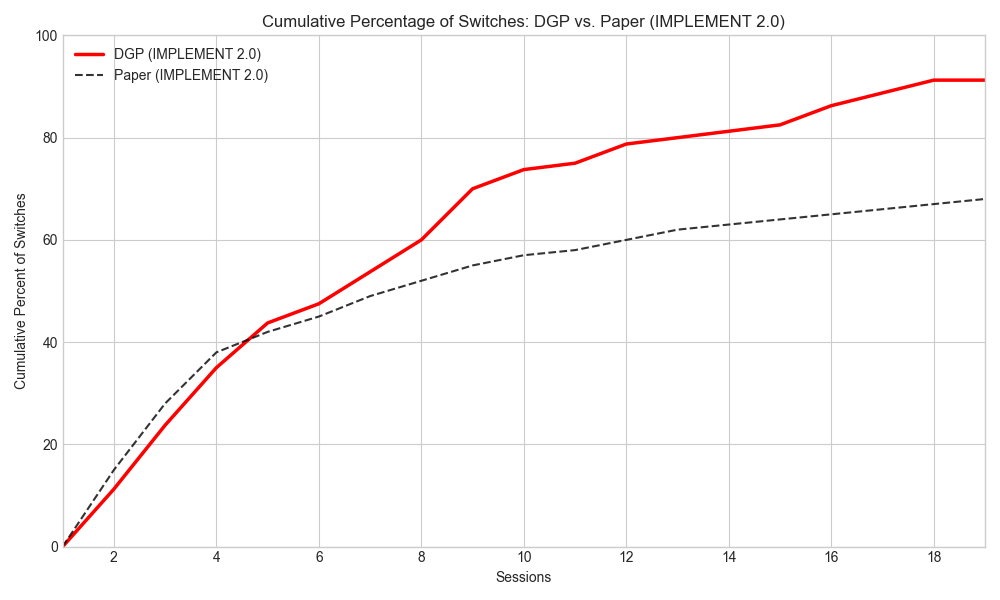 Cumulative Percentage of Switches: DGP vs. Paper (IMPLEMENT 2.0)
DGP (IMPLEMENT 2.0)
Paper (IMPLEMENT 2.0)
Cumulative Percent of Switches
100
80
60
40
20
0
2 4 6 8 10 12 14 16 18
Sessions